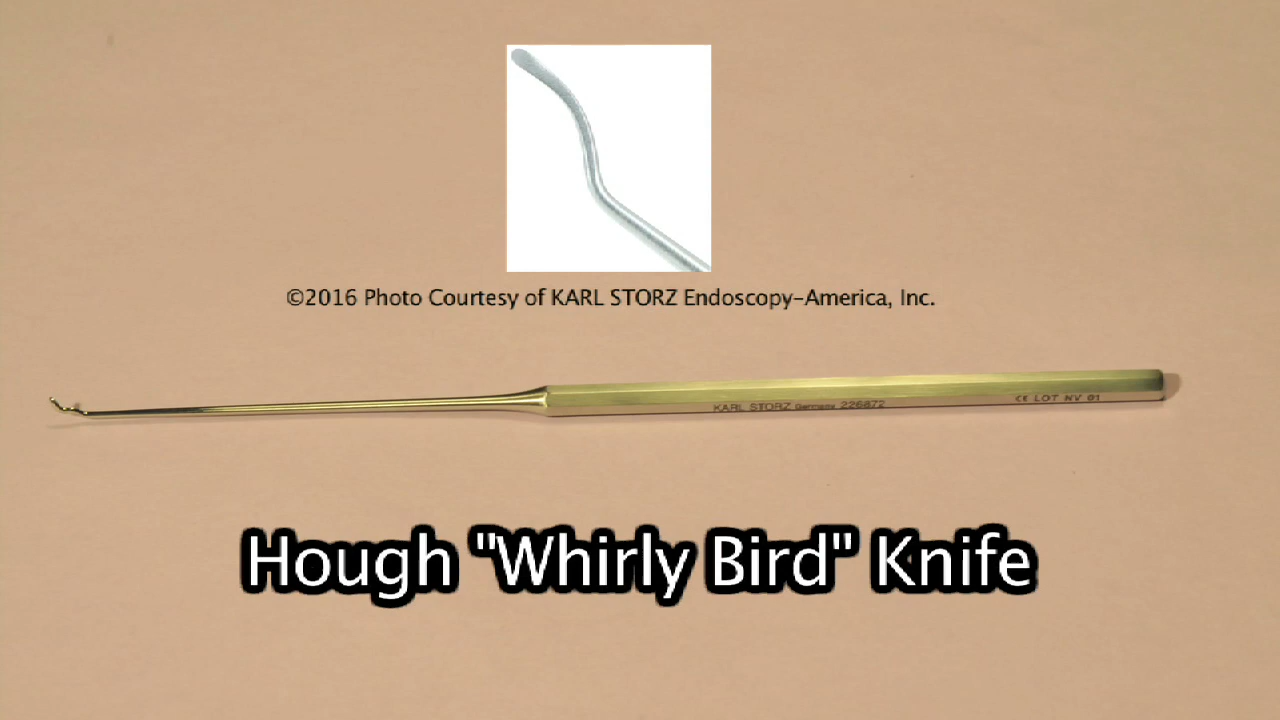 ©2016 Photo Courtesy of KARL STORZ Endoscopy-America, Inc.
KARL STORZ Germany 226872
CE LOT NV 01
Hough "Whirly Bird" Knife